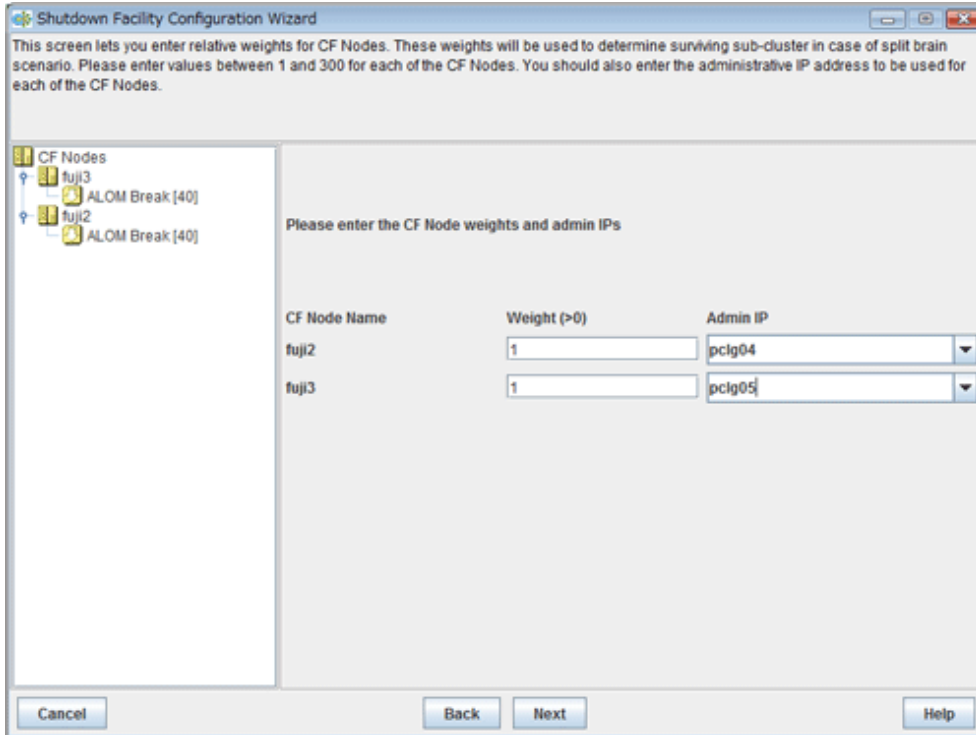 Shutdown Facility Configuration Wizard
This screen lets you enter relative weights for CF Nodes. These weights will be used to determine surviving sub-cluster in case of split brain
scenario. Please enter values between 1 and 300 for each of the CF Nodes. You should also enter the administrative IP address to be used for
each of the CF Nodes.
CF Nodes
fuji3
ALOM Break [40]
fuji2
ALOM Break [40]
Please enter the CF Node weights and admin IPs
CF Node Name Weight (>0) Admin IP
fuji2 1 pclg04
fuji3 1 pclg05
Cancel Back Next Help